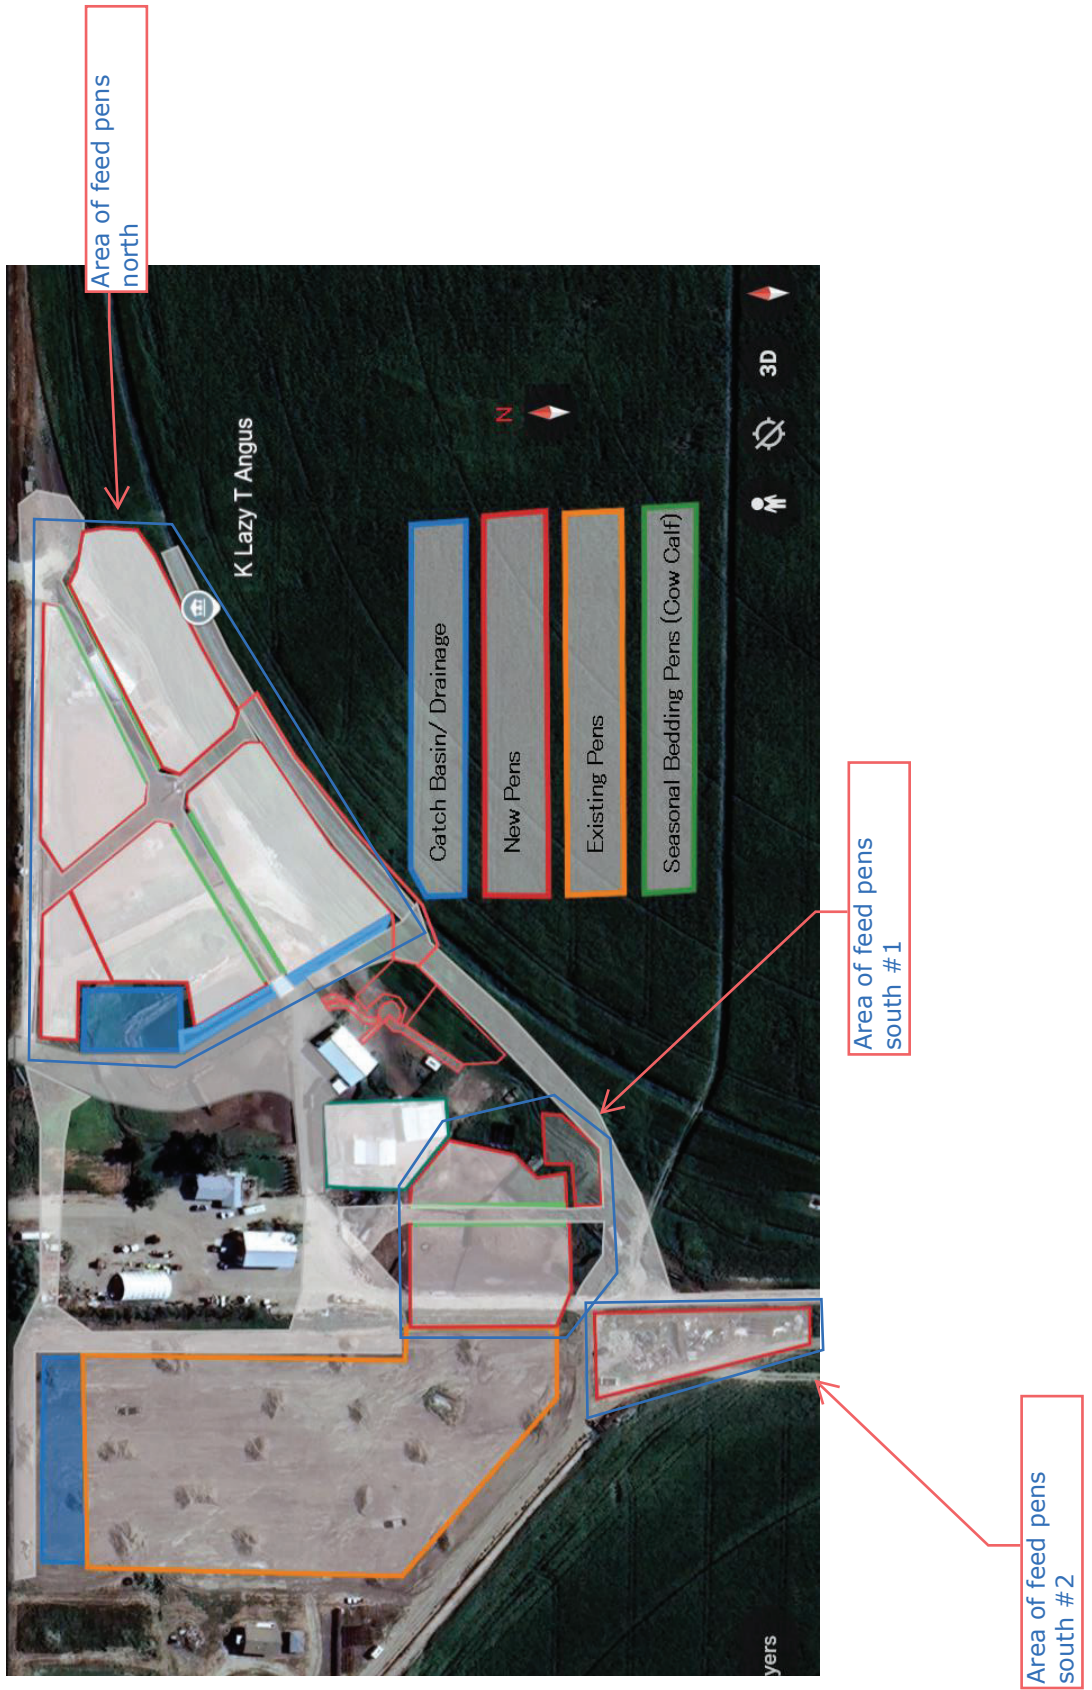 Area of feed pens
north
K Lazy T Angus
N
Catch Basin/ Drainage
New Pens
Existing Pens
Seasonal Bedding Pens (Cow Calf)
3D
Area of feed pens
south #1
Area of feed pens
south #2
yers